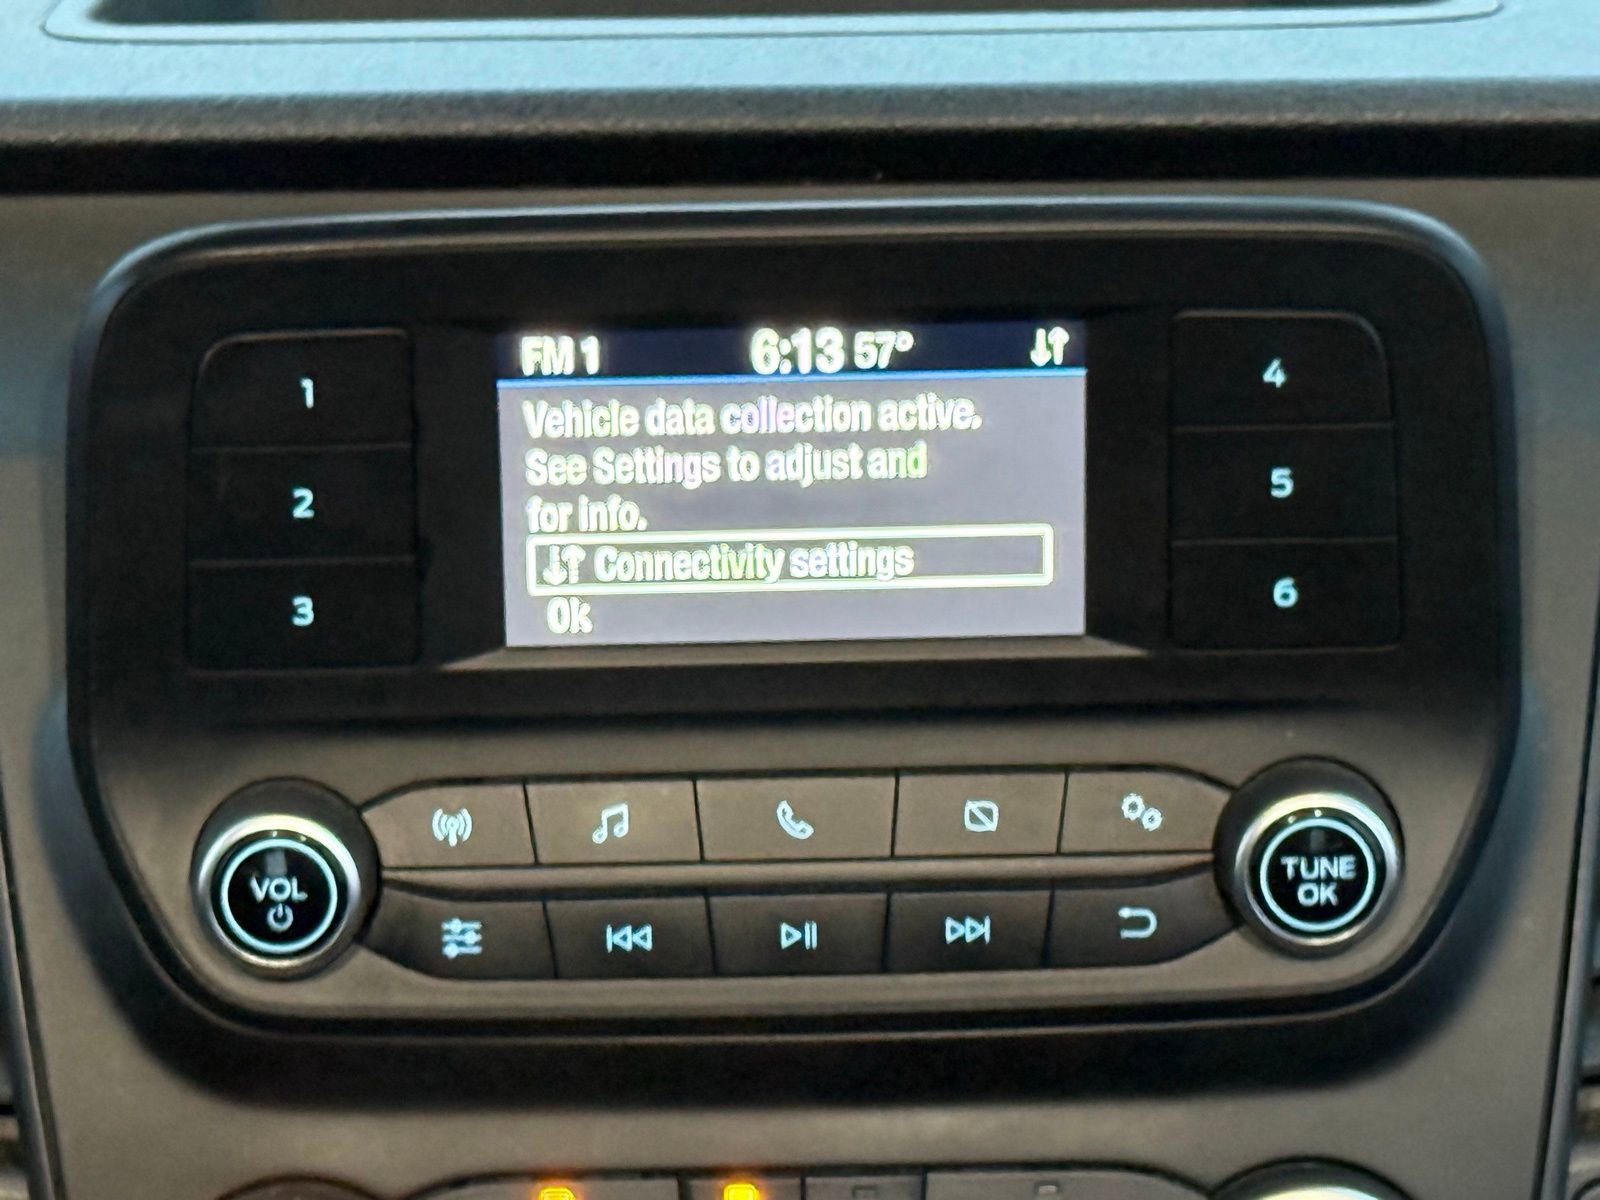 FM 1 6:13 57°
Vehicle data collection active.
See Settings to adjust and
for info.
Connectivity settings
Ok
1
2
3
4
5
6
VOL
TUNE
OK